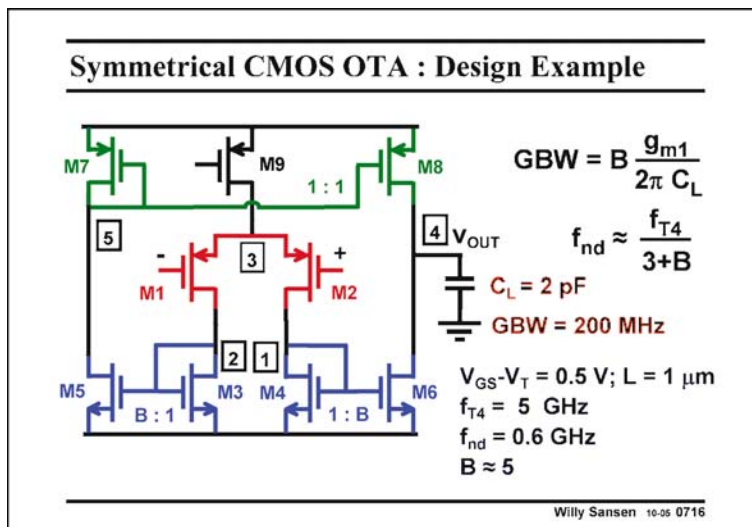 Symmetrical CMOS OTA : Design Example
M7
M9
M8
1 : 1
5
3
4
vOUT
-
+
M1
M2
2
1
M5
M3
M4
M6
B : 1
1 : B
GBW = B gm1 / 2π CL
fnd ≈ fT4 / 3+B
CL = 2 pF
GBW = 200 MHz
VGS-VT = 0.5 V; L = 1 μm
fT4 = 5 GHz
fnd = 0.6 GHz
B ≈ 5
Willy Sansen 10-05 0716